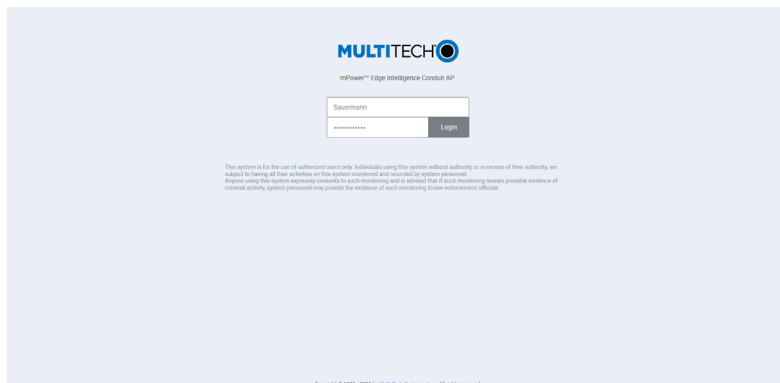 MULTITECH
mPower™ Edge Intelligence Conduit AP
Sauermann
••••••••••••
Login
This system is for the use of authorized users only. Individuals using this system without authority, or in excess of their authority, are
subject to having all their activities on this system monitored and recorded by system personnel.
Anyone using this system expressly consents to such monitoring and is advised that if such monitoring reveals possible evidence of
criminal activity, system personnel may provide the evidence of such monitoring to law enforcement officials.